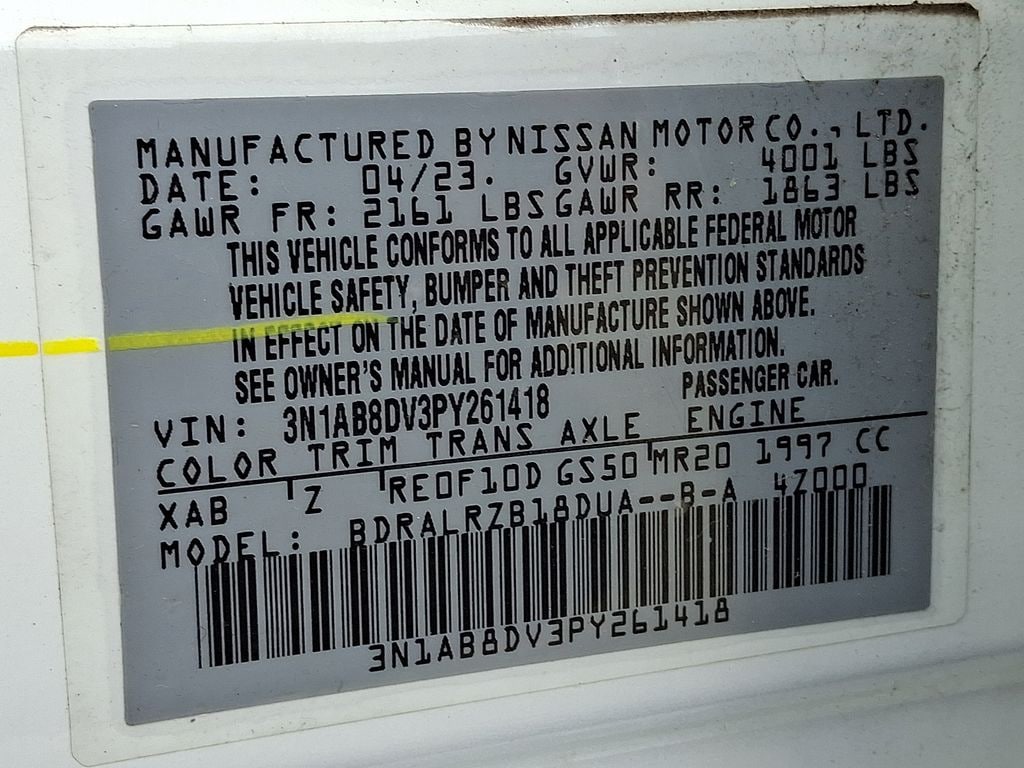 MANUFACTURED BY NISSAN MOTOR CO., LTD.
DATE: 04/23. GVWR: 4001 LBS
GAWR FR: 2161 LBS GAWR RR: 1863 LBS
THIS VEHICLE CONFORMS TO ALL APPLICABLE FEDERAL MOTOR
VEHICLE SAFETY, BUMPER AND THEFT PREVENTION STANDARDS
IN EFFECT ON THE DATE OF MANUFACTURE SHOWN ABOVE.
SEE OWNER'S MANUAL FOR ADDITIONAL INFORMATION.
PASSENGER CAR.
VIN: 3N1AB8DV3PY261418
COLOR TRIM TRANS AXLE ENGINE
XAB Z RE0F10D GS50 MR20 1997 CC
MODEL: BDRALRZB18DUA--B-A 47000
3N1AB8DV3PY261418